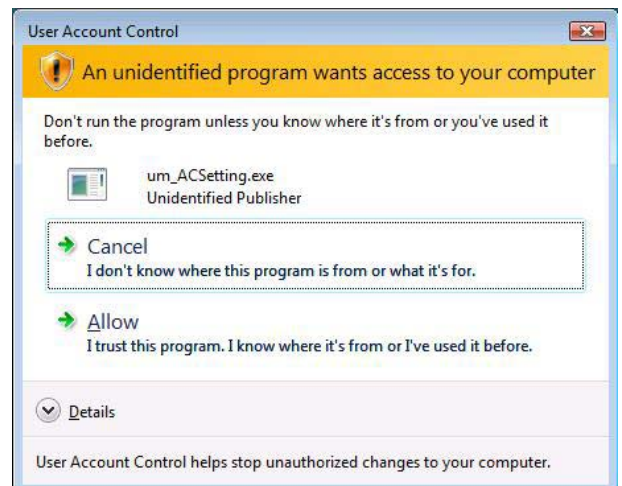 User Account Control
An unidentified program wants access to your computer
Don't run the program unless you know where it's from or you've used it
before.
um_ACSetting.exe
Unidentified Publisher
Cancel
I don't know where this program is from or what it's for.
Allow
I trust this program. I know where it's from or I've used it before.
Details
User Account Control helps stop unauthorized changes to your computer.